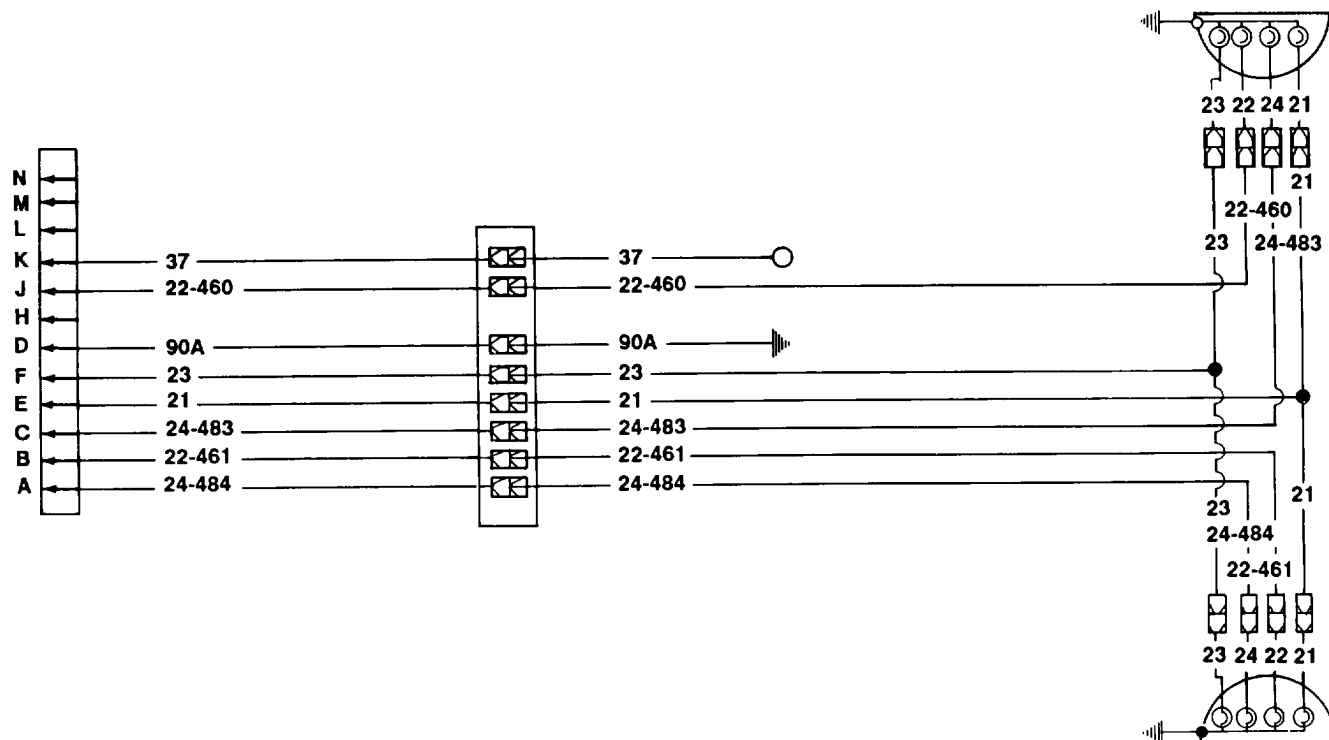 23 22 24 21
21
N
M
22-460
L
23 24-483
K 37 37
J 22-460 22-460
H
D 90A 90A
F 23 23
E 21 21
C 24-483 24-483
B 22-461 22-461
A 24-484 24-484
21
23
24-484
22-461
23 24 22 21